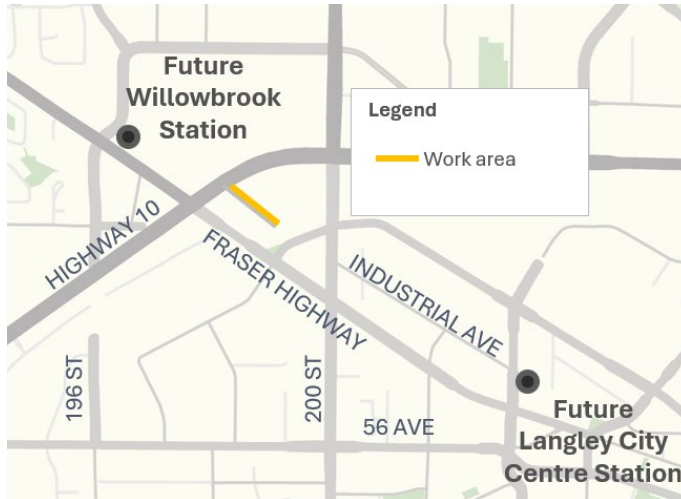 Future
Willowbrook
Station
Legend
Work area
HIGHWAY 10
FRASER HIGHWAY
INDUSTRIAL AVE
196 ST
200 ST
56 AVE
Future
Langley City
Centre Station